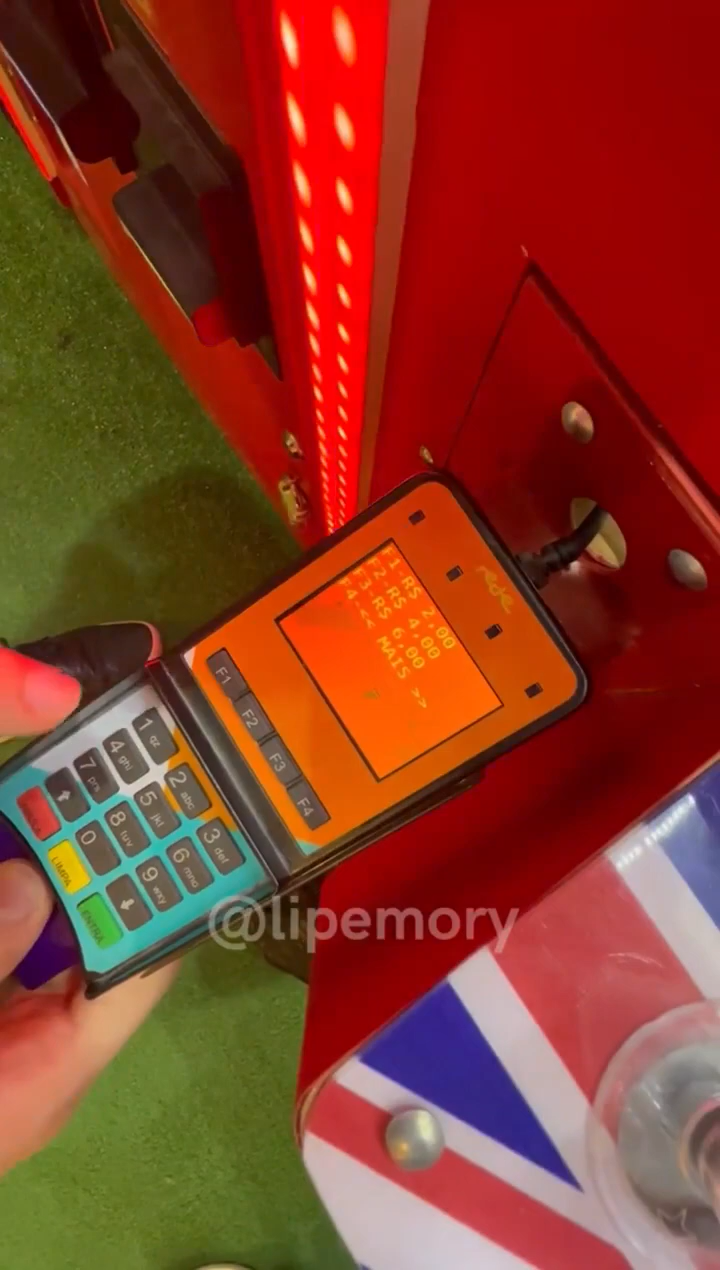 rede
F1-R$ 2,00
F2-R$ 4,00
F3-R$ 6,00
F4-<< MAIS >>
F1
F2
F3
F4
1 qz
2 abc
3 def
4 ghi
5 jkl
6 mno
7 prs
8 tuv
9 wxy
0
LIMPA
ENTRA
@lipemory